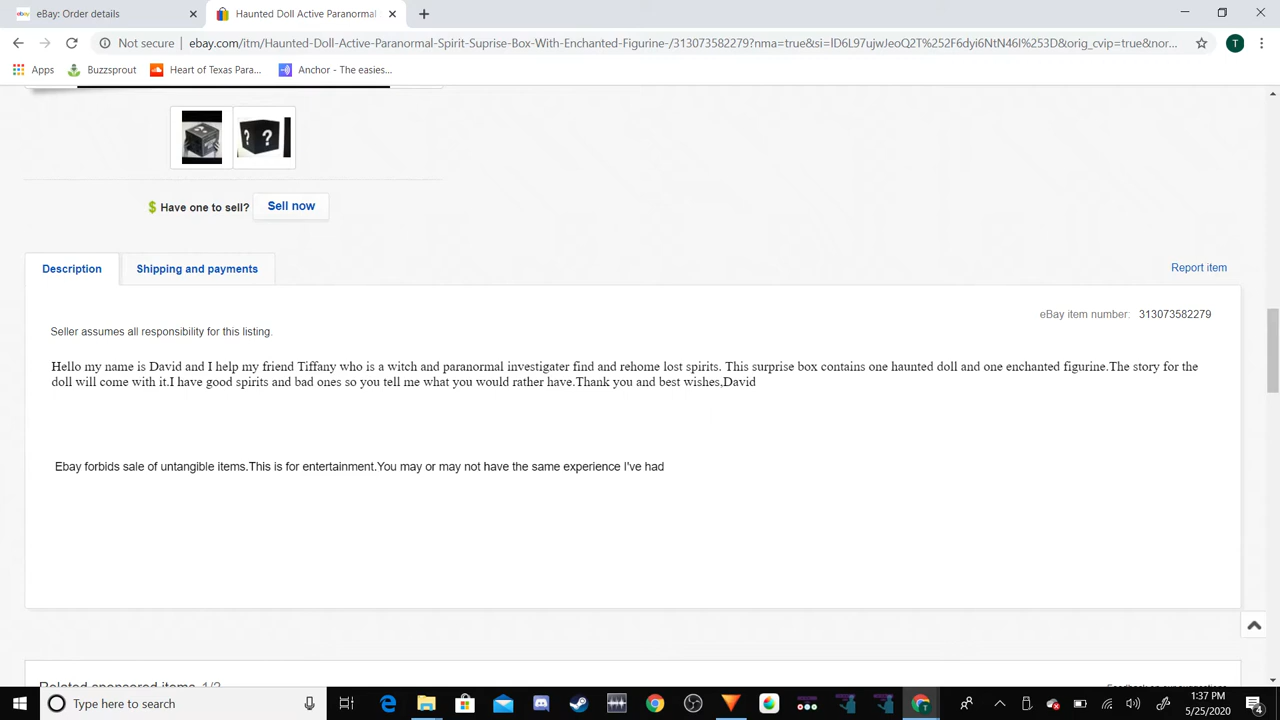 eBay: Order details
Haunted Doll Active Paranormal
Not secure ebay.com/itm/Haunted-Doll-Active-Paranormal-Spirit-Suprise-Box-With-Enchanted-Figurine-/313073582279?nma=true&si=lD6L97ujwJeoQ2T%252F6dyi6NtN46I%253D&orig_cvip=true&nor...
T
Apps Buzzsprout Heart of Texas Para... Anchor - The easies...
? ? ?
Have one to sell? Sell now
Description Shipping and payments Report item
eBay item number: 313073582279
Seller assumes all responsibility for this listing.
Hello my name is David and I help my friend Tiffany who is a witch and paranormal investigater find and rehome lost spirits. This surprise box contains one haunted doll and one enchanted figurine.The story for the
doll will come with it.I have good spirits and bad ones so you tell me what you would rather have.Thank you and best wishes,David
Ebay forbids sale of untangible items.This is for entertainment.You may or may not have the same experience I've had
Related sponsored items 1/2
Type here to search
1:37 PM
5/25/2020
4